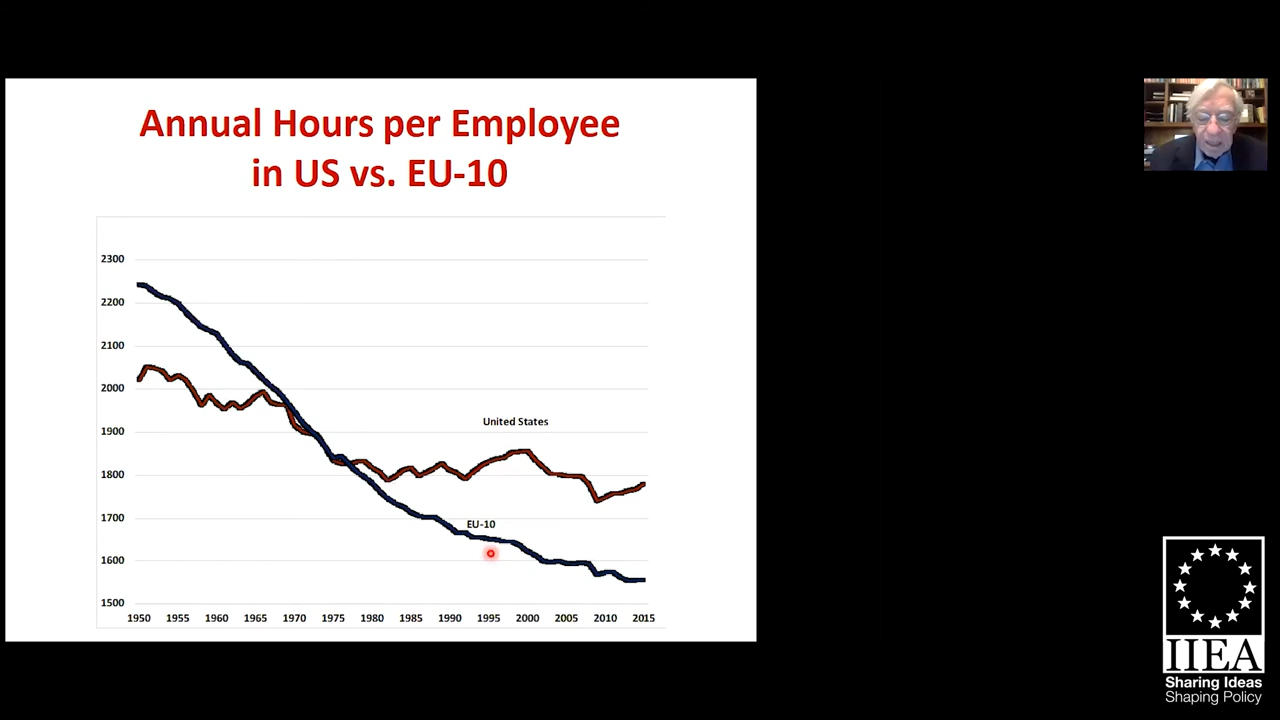 Annual Hours per Employee
in US vs. EU-10
2300
2200
2100
2000
1900
1800
1700
1600
1500
United States
EU-10
1950 1955 1960 1965 1970 1975 1980 1985 1990 1995 2000 2005 2010 2015
IIEA
Sharing Ideas
Shaping Policy